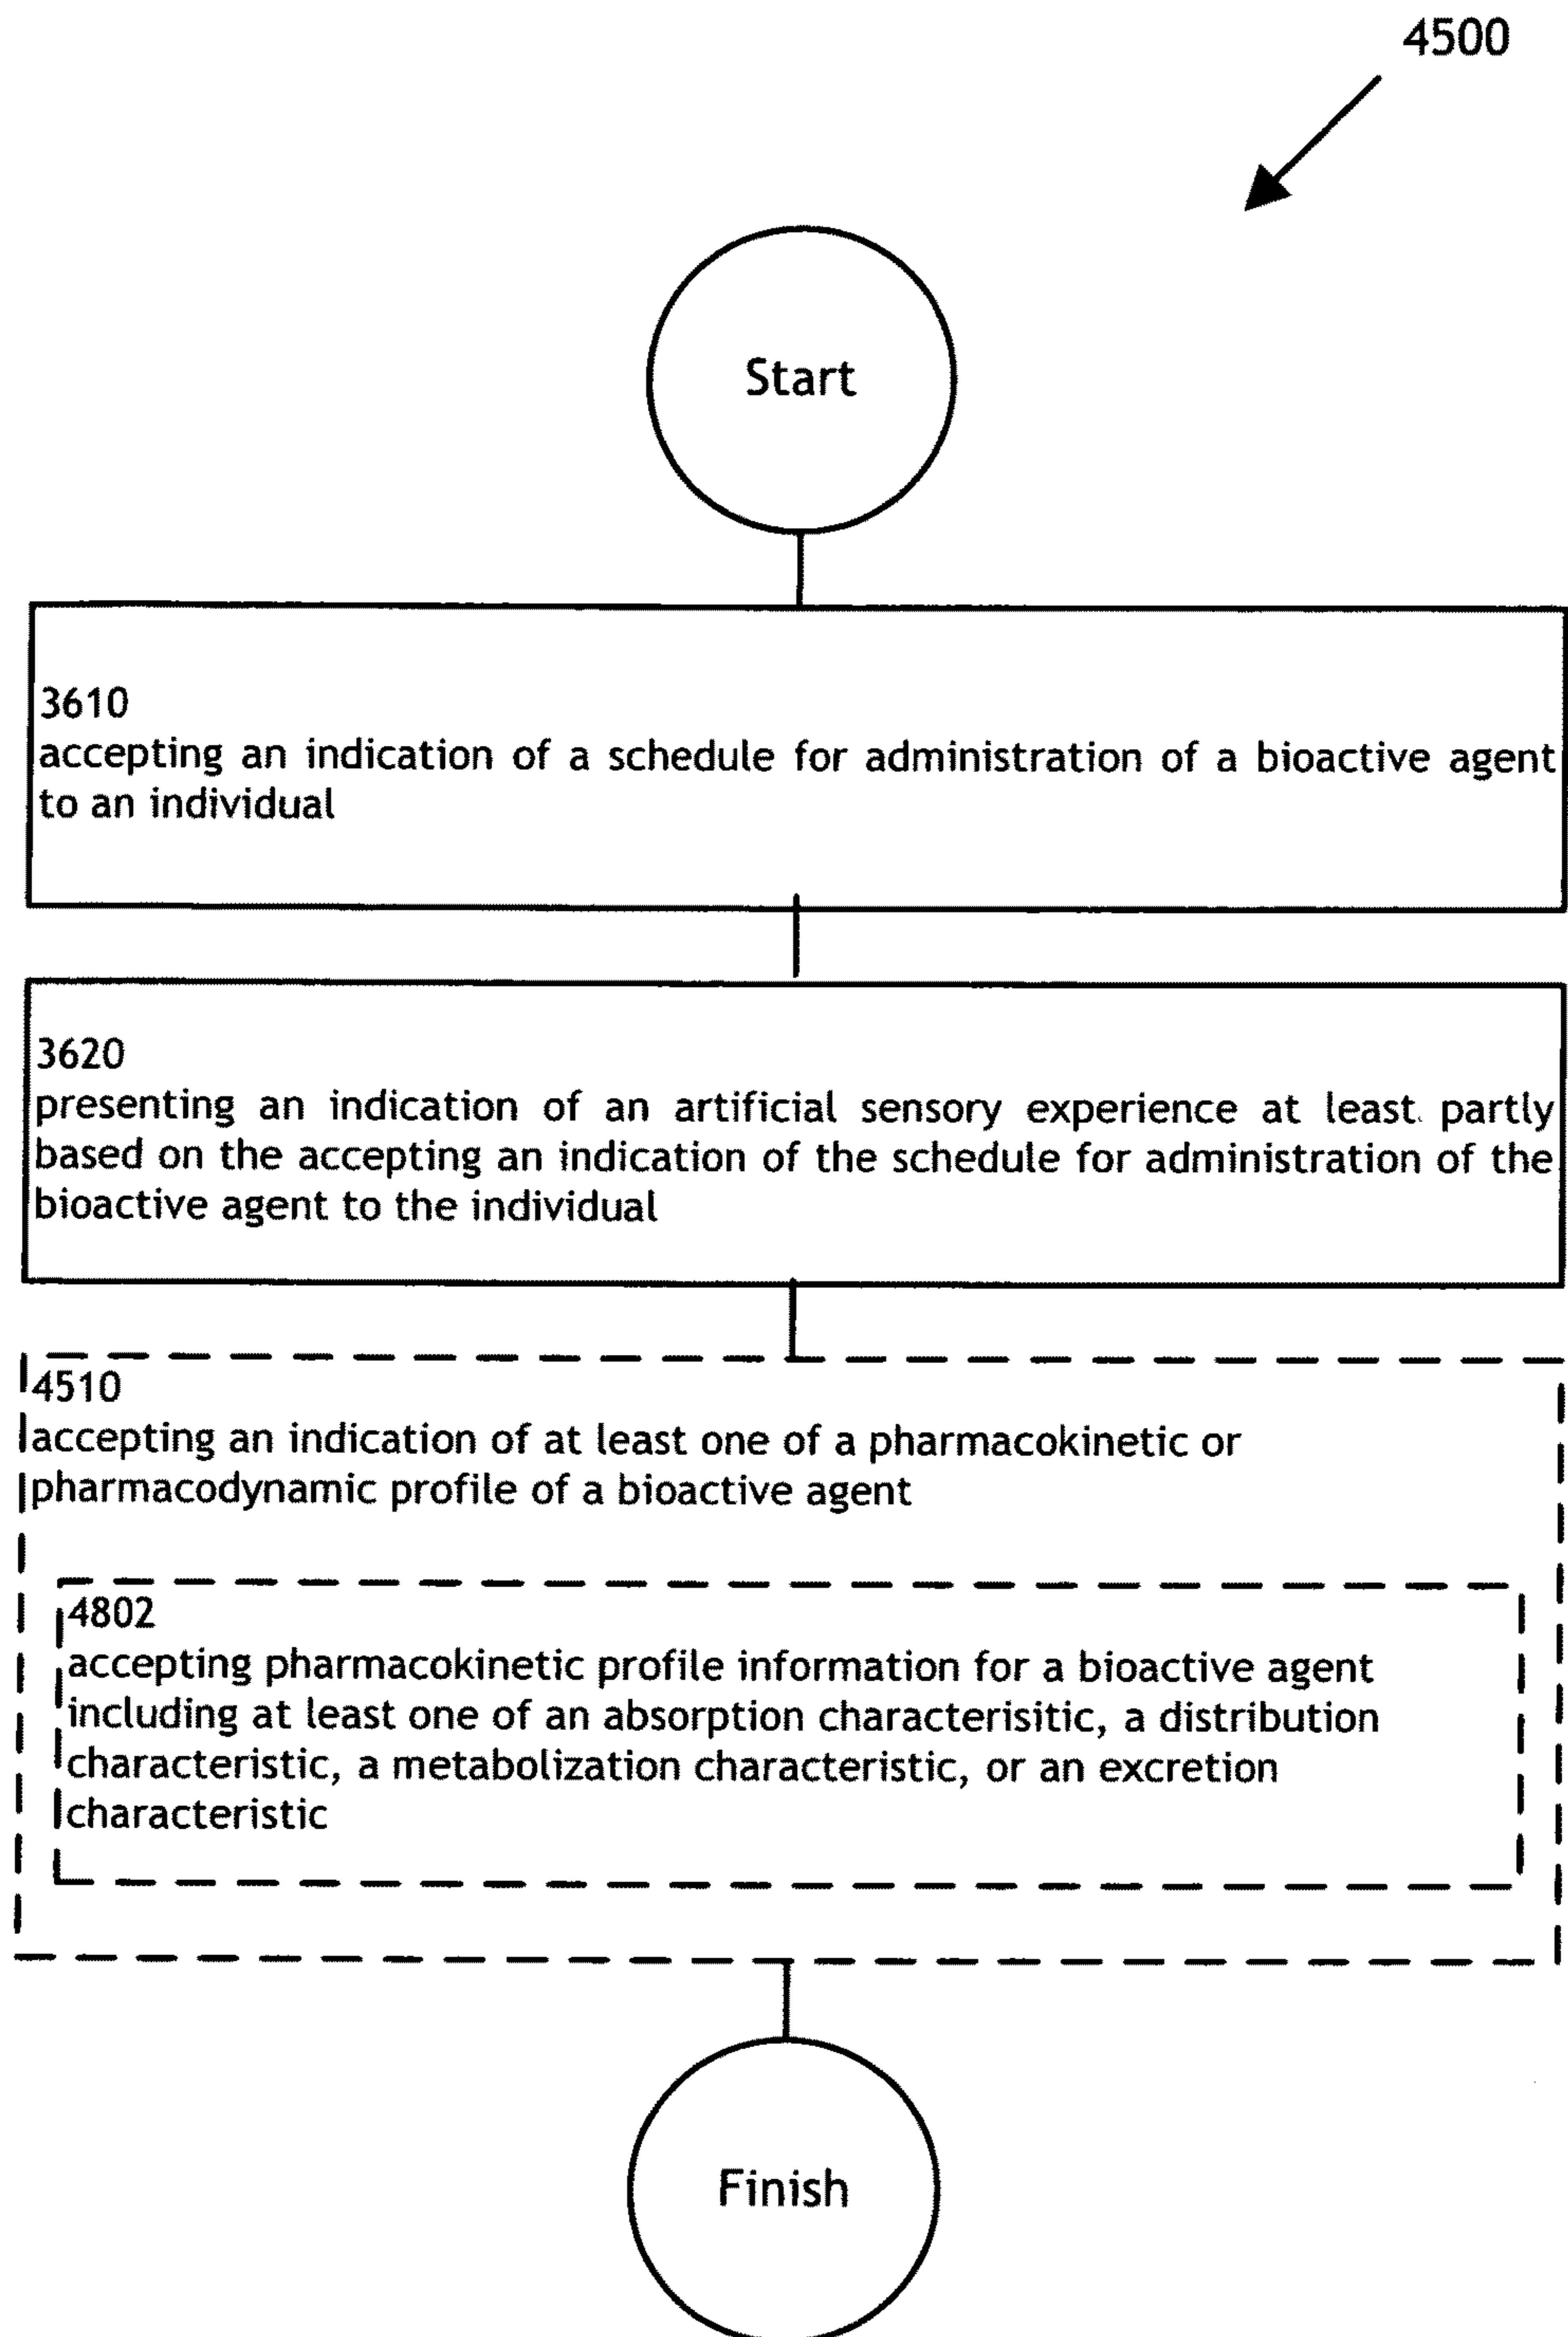 4500
Start
3610
accepting an indication of a schedule for administration of a bioactive agent
to an individual
3620
presenting an indication of an artificial sensory experience at least partly
based on the accepting an indication of the schedule for administration of the
bioactive agent to the individual
4510
accepting an indication of at least one of a pharmacokinetic or
pharmacodynamic profile of a bioactive agent
4802
accepting pharmacokinetic profile information for a bioactive agent
including at least one of an absorption characterisitic, a distribution
characteristic, a metabolization characteristic, or an excretion
characteristic
Finish